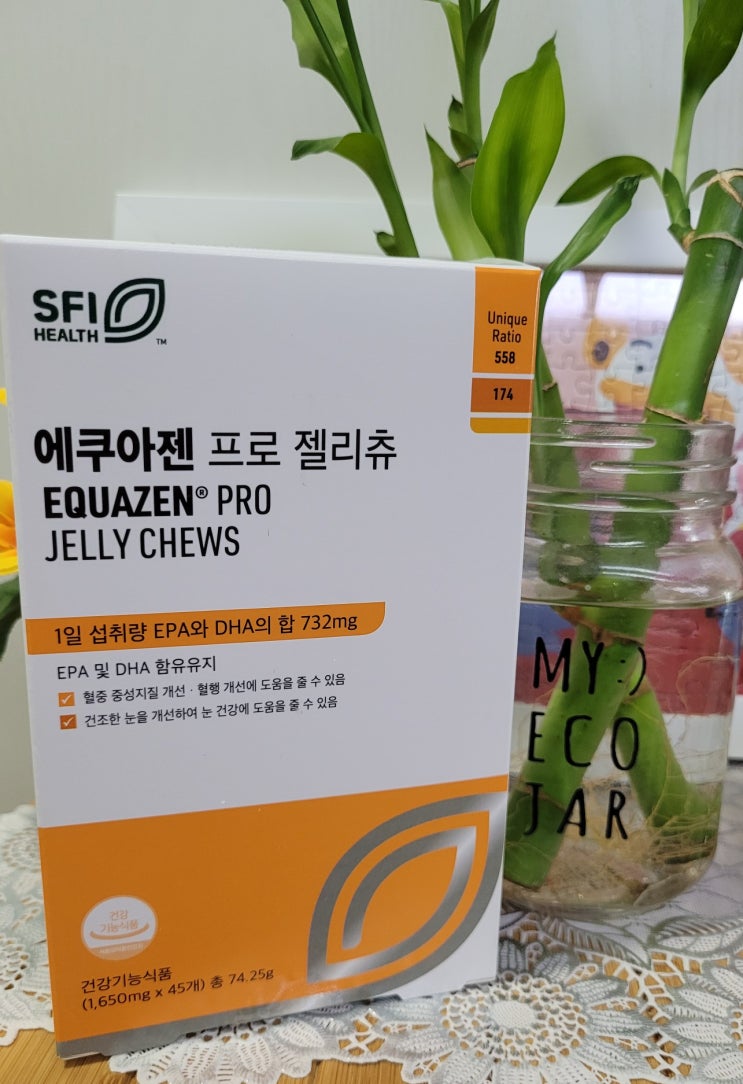 SFI
HEALTH
TM
Unique
Ratio
558
174
에쿠아젠 프로 젤리츄
EQUAZEN® PRO
JELLY CHEWS
1일 섭취량 EPA와 DHA의 합 732mg
EPA 및 DHA 함유유지
혈중 중성지질 개선 · 혈행 개선에 도움을 줄 수 있음
건조한 눈을 개선하여 눈 건강에 도움을 줄 수 있음
건강
기능식품
건강기능식품
(1,650mg x 45개) 총 74.25g
MY:)
ECO
JAR